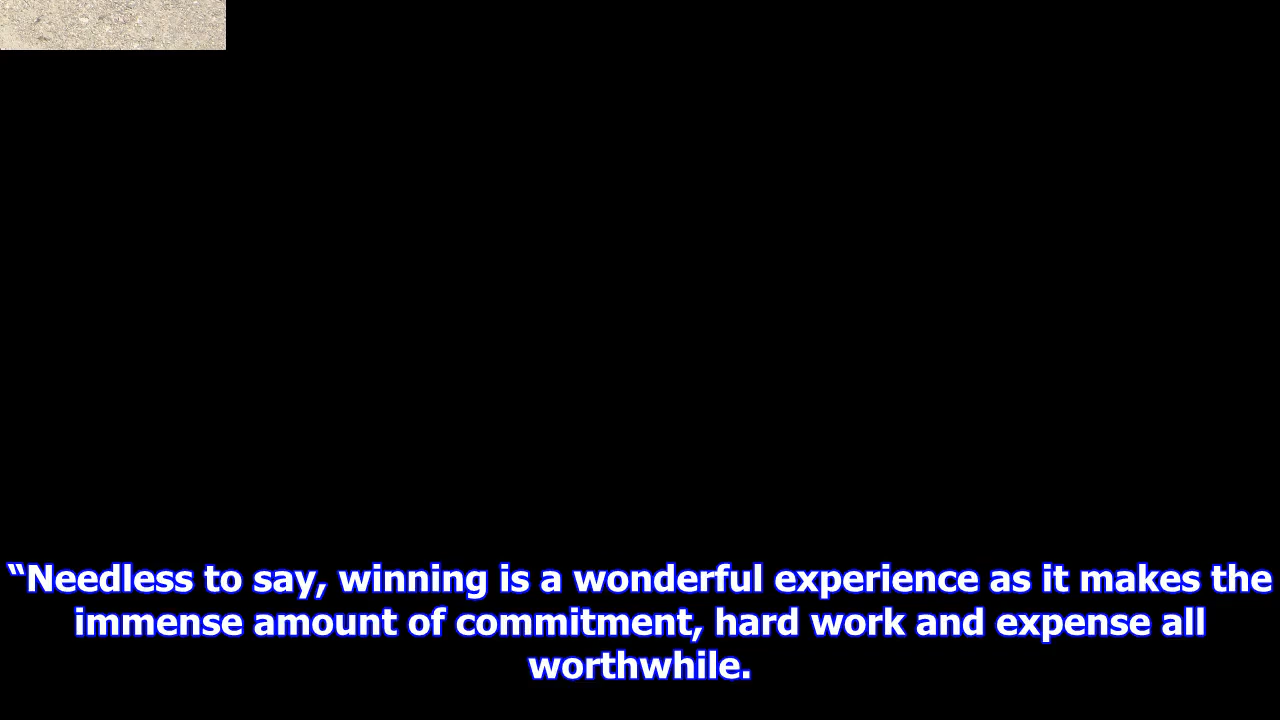 “Needless to say, winning is a wonderful experience as it makes the
immense amount of commitment, hard work and expense all
worthwhile.